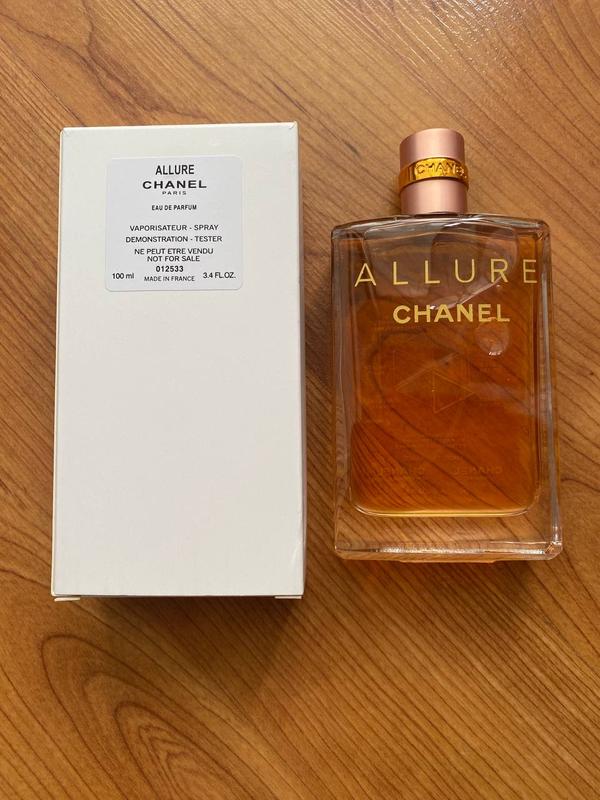 ALLURE
CHANEL
PARIS
EAU DE PARFUM
VAPORISATEUR - SPRAY
DEMONSTRATION - TESTER
NE PEUT ETRE VENDU
NOT FOR SALE
012533
100 ml MADE IN FRANCE 3.4 FL.OZ.
CHANEL
ALLURE
CHANEL